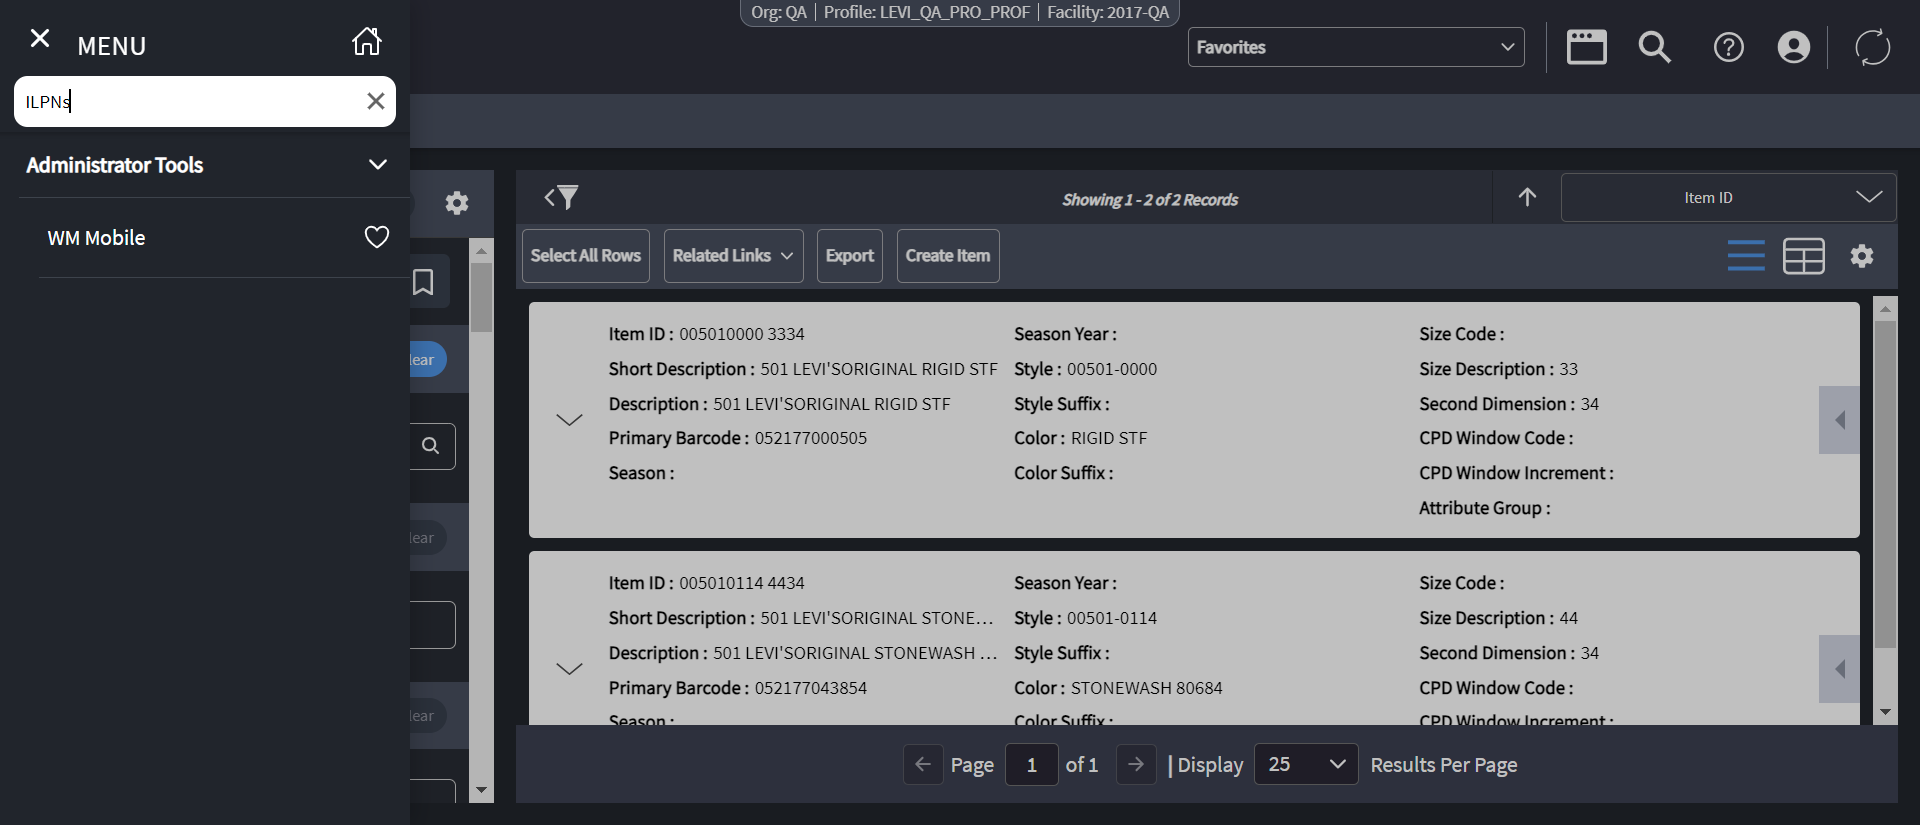 Org: QA | Profile: LEVI_QA_PRO_PROF | Facility: 2017-QA
MENU
Favorites
ILPNs
Administrator Tools
WM Mobile
lear
lear
lear
Showing 1 - 2 of 2 Records
Item ID
Select All Rows
Related Links
Export
Create Item
Item ID : 005010000 3334
Short Description : 501 LEVI'SORIGINAL RIGID STF
Description : 501 LEVI'SORIGINAL RIGID STF
Primary Barcode : 052177000505
Season :
Season Year :
Style : 00501-0000
Style Suffix :
Color : RIGID STF
Color Suffix :
Size Code :
Size Description : 33
Second Dimension : 34
CPD Window Code :
CPD Window Increment :
Attribute Group :
Item ID : 005010114 4434
Short Description : 501 LEVI'SORIGINAL STONE...
Description : 501 LEVI'SORIGINAL STONEWASH ...
Primary Barcode : 052177043854
Season :
Season Year :
Style : 00501-0114
Style Suffix :
Color : STONEWASH 80684
Color Suffix :
Size Code :
Size Description : 44
Second Dimension : 34
CPD Window Code :
CPD Window Increment :
Page 1 of 1 | Display 25 Results Per Page